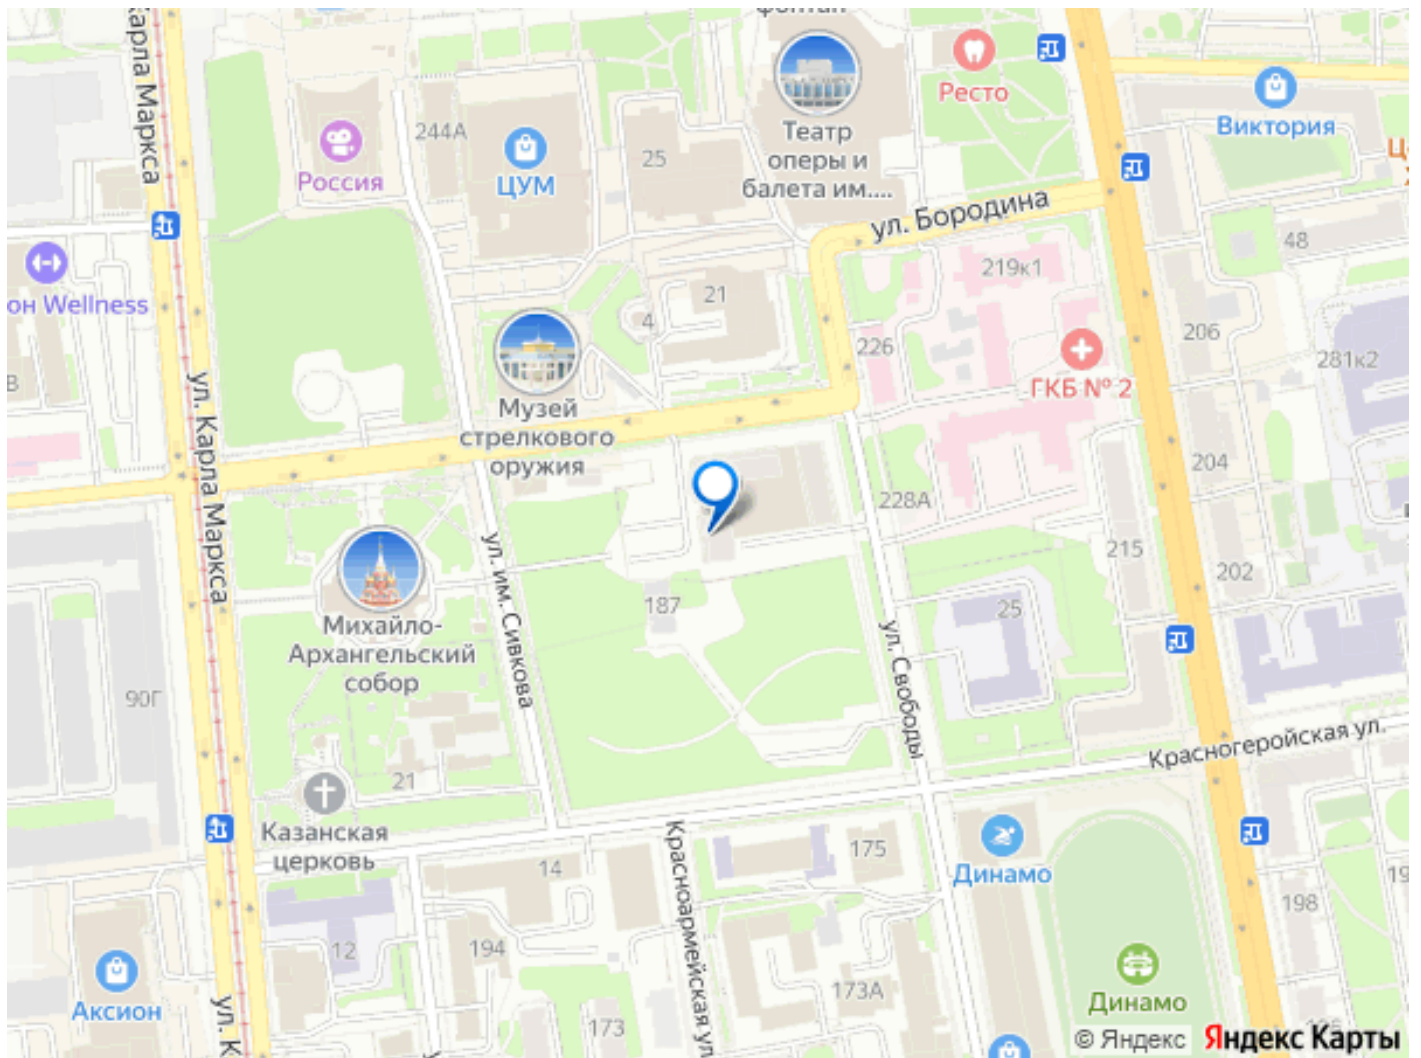 фонтан
Карла Маркса
244А
Россия
ЦУМ
25
Театр
оперы и
балета им....
Ресто
Виктория
ул. Бородина
48
219к1
он Wellness
21
4
226
206
281к2
ГКБ № 2
В
Музей
стрелкового
оружия
ул. Карла Маркса
204
228А
215
202
ул. им. Сивкова
187
25
Михайло-
Архангельский
собор
ул. Свободы
90Г
Красногеройская ул.
21
Казанская
церковь
14
Красноармейская ул
175
Динамо
198
12
194
Аксион
173А
173
Динамо
ул. К
© Яндекс
Яндекс Карты